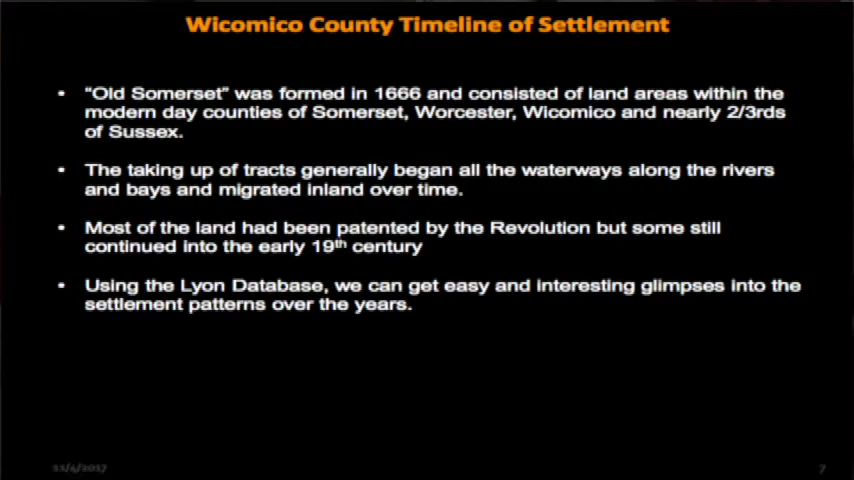 Wicomico County Timeline of Settlement
• "Old Somerset" was formed in 1666 and consisted of land areas within the
modern day counties of Somerset, Worcester, Wicomico and nearly 2/3rds
of Sussex.
• The taking up of tracts generally began all the waterways along the rivers
and bays and migrated inland over time.
• Most of the land had been patented by the Revolution but some still
continued into the early 19th century
• Using the Lyon Database, we can get easy and interesting glimpses into the
settlement patterns over the years.
11/4/2017
7